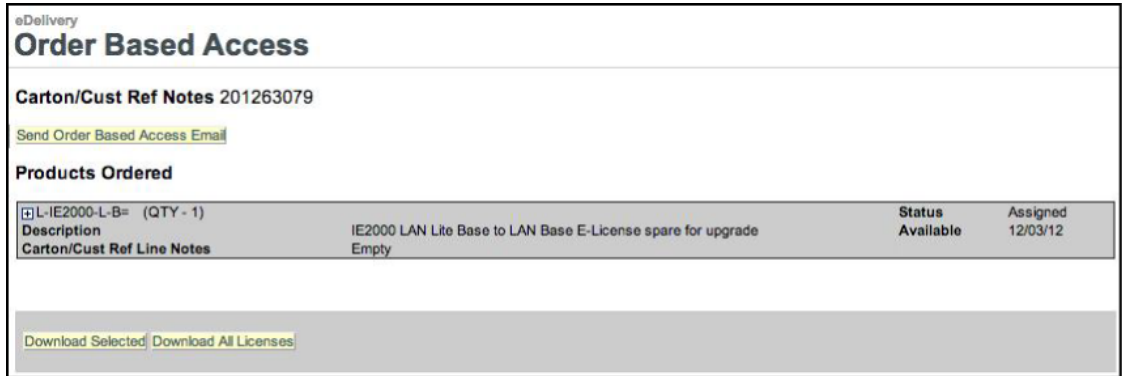 eDelivery
Order Based Access
Carton/Cust Ref Notes 201263079
Send Order Based Access Email
Products Ordered
L-IE2000-L-B= (QTY - 1) Status Assigned
Description IE2000 LAN Lite Base to LAN Base E-License spare for upgrade Available 12/03/12
Carton/Cust Ref Line Notes Empty
Download Selected Download All Licenses